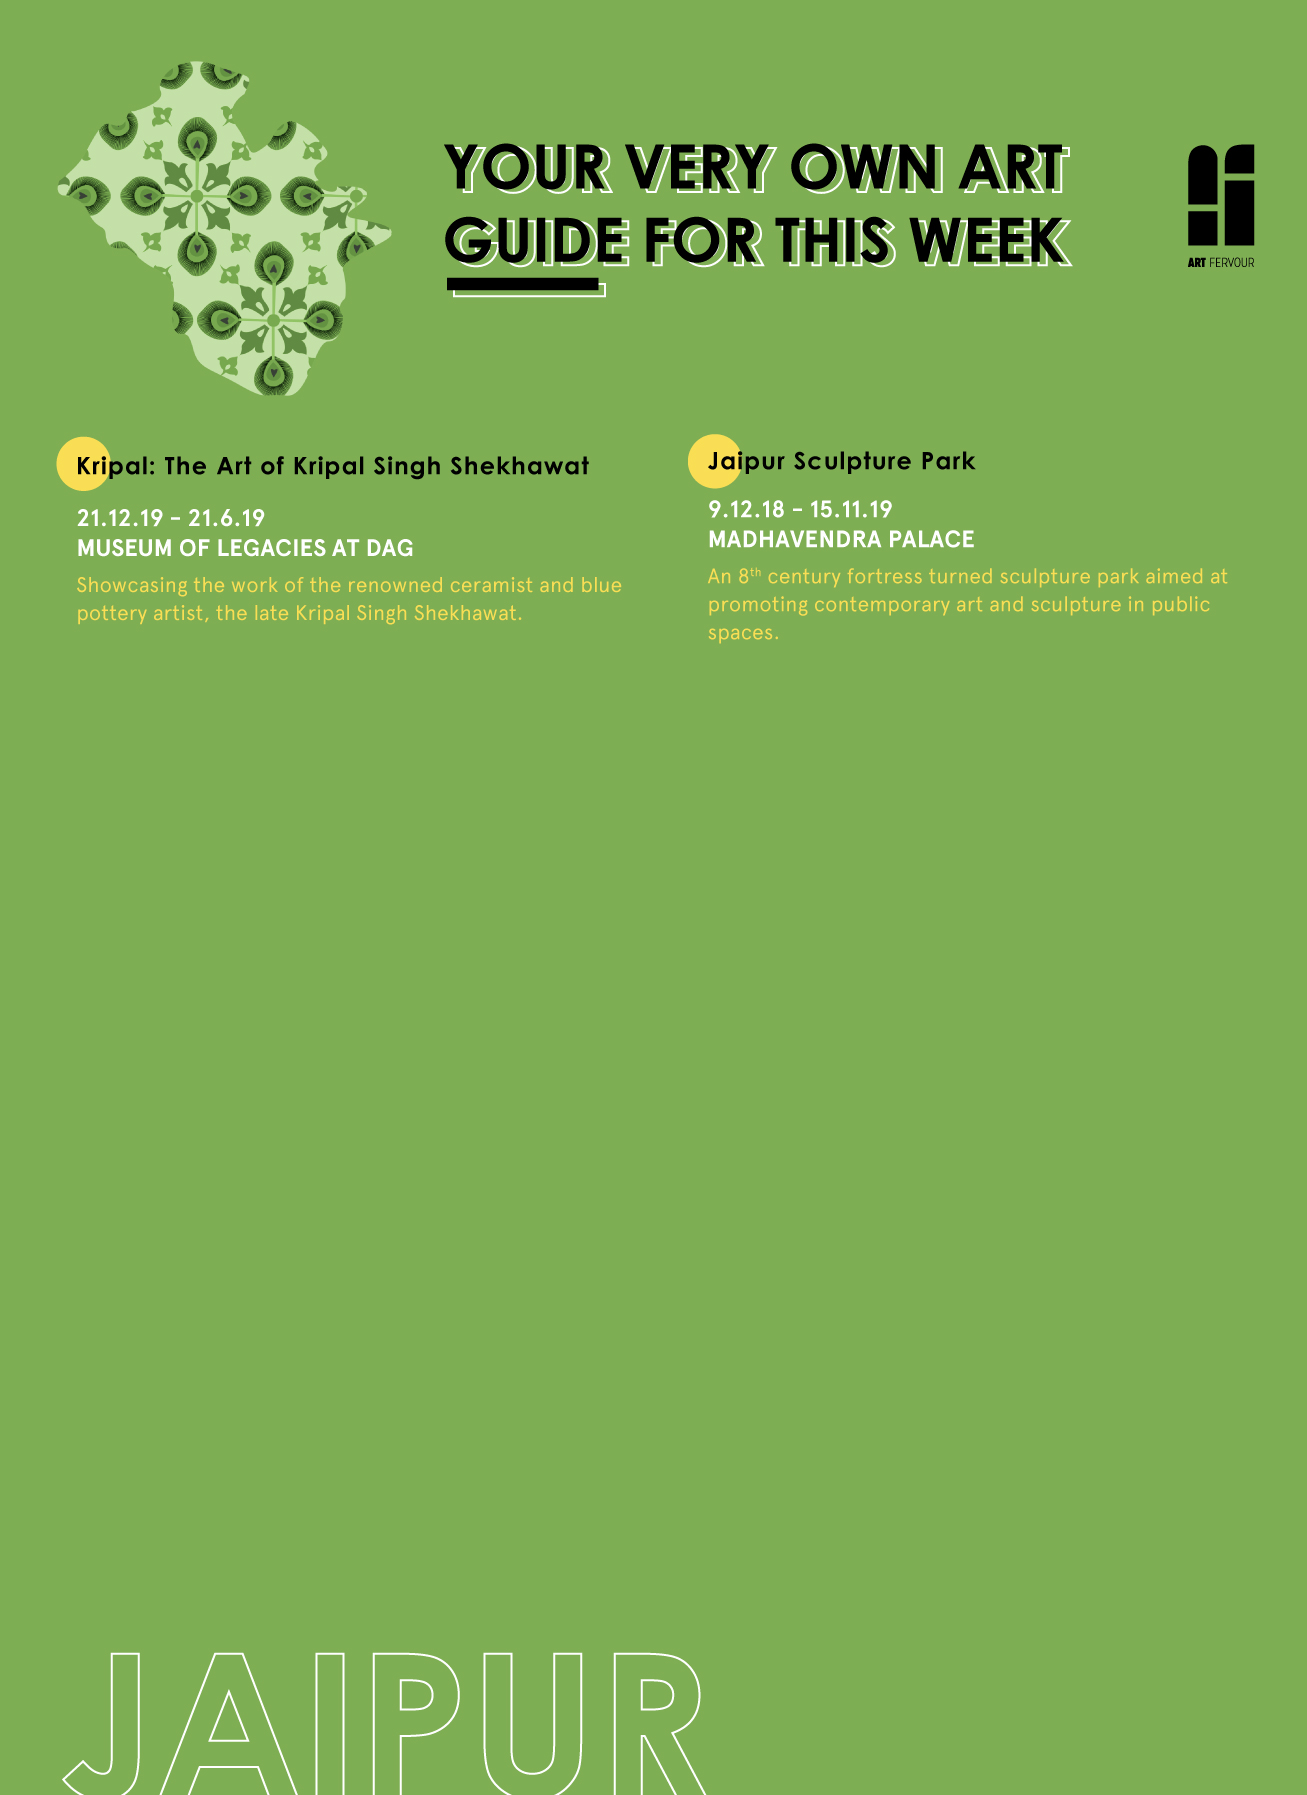 YOUR VERY OWN ART
GUIDE FOR THIS WEEK
ART FERVOUR
Kripal: The Art of Kripal Singh Shekhawat
21.12.19 - 21.6.19
MUSEUM OF LEGACIES AT DAG
Showcasing the work of the renowned ceramist and blue
pottery artist, the late Kripal Singh Shekhawat.
Jaipur Sculpture Park
9.12.18 - 15.11.19
MADHAVENDRA PALACE
An 8th century fortress turned sculpture park aimed at
promoting contemporary art and sculpture in public
spaces.
JAIPUR